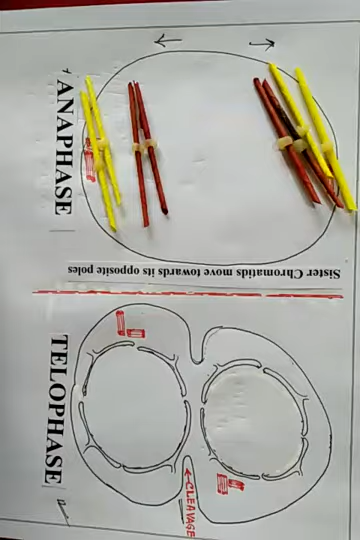 ANAPHASE
Sister Chromatids move towards its opposite poles
TELOPHASE
CLEAVAGE